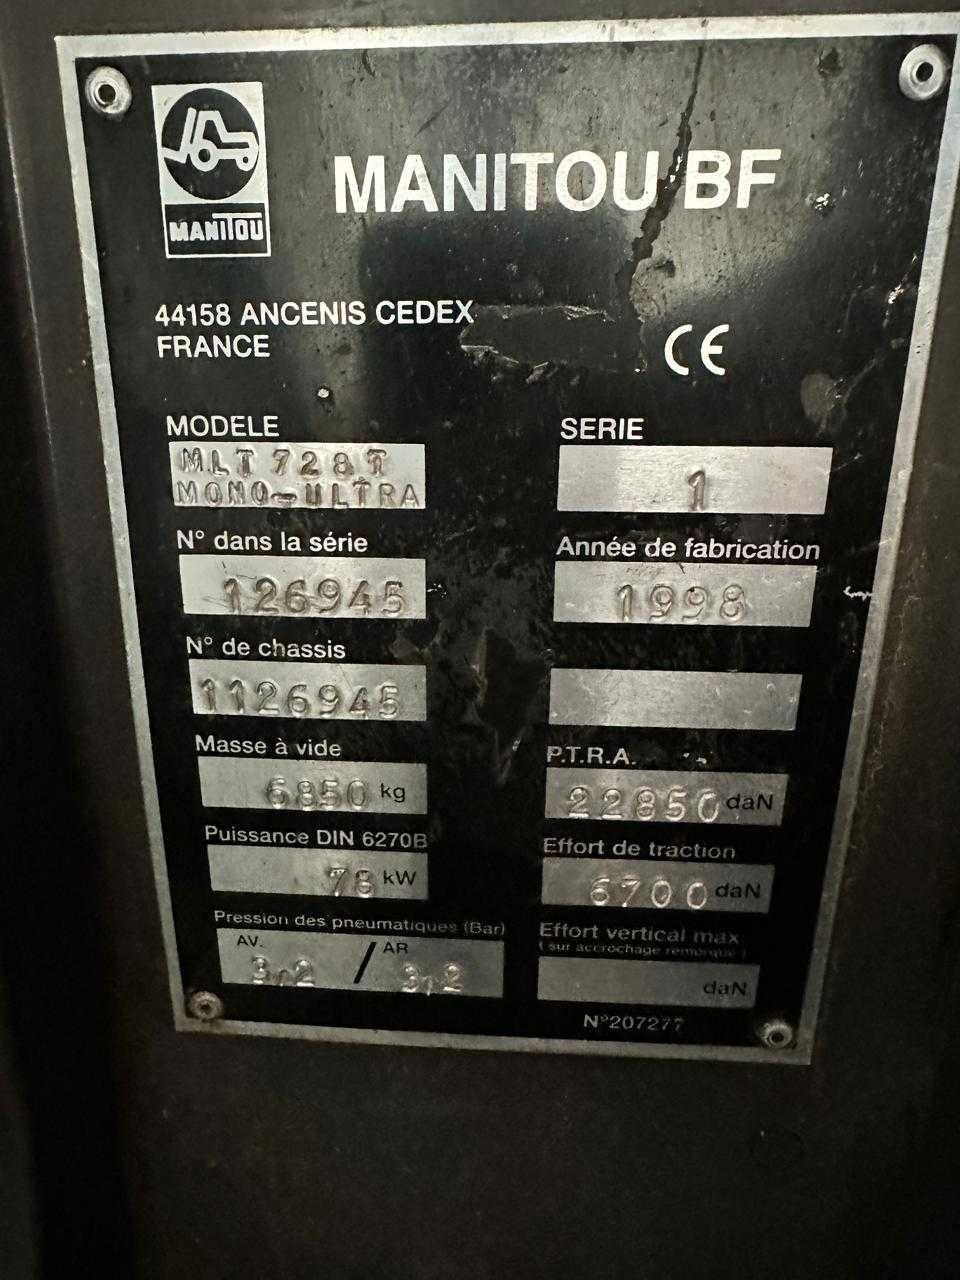 MANITOU
MANITOU BF
44158 ANCENIS CEDEX
FRANCE
CE
MODELE
MLT 728T
MONO-ULTRA
SERIE
1
N° dans la série
126945
Année de fabrication
1998
N° de chassis
1126945
Masse à vide
6850 kg
P.T.R.A.
22850 daN
Puissance DIN 6270B
78 kW
Effort de traction
6700 daN
Pression des pneumatiques (Bar)
AV. 3,2 / AR 3,2
Effort vertical max
( sur accrochage remorque )
daN
N°207277